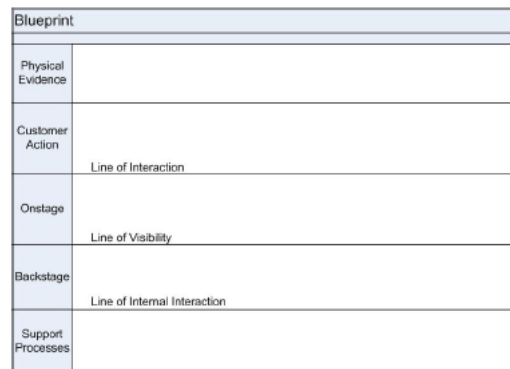 Blueprint
Physical
Evidence
Customer
Action
Line of Interaction
Onstage
Line of Visibility
Backstage
Line of Internal Interaction
Support
Processes